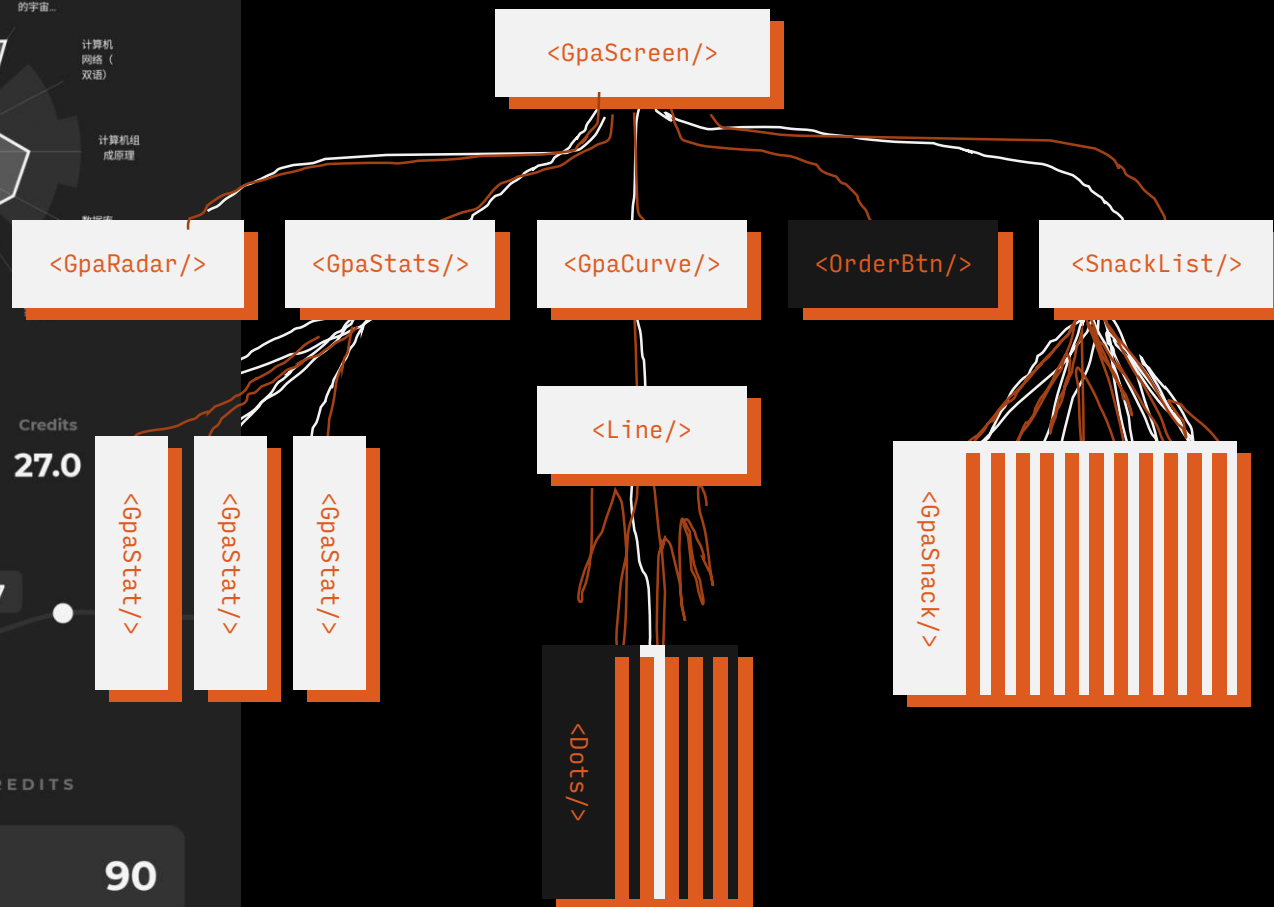 的宇宙...
计算机
网络（
双语）
计算机组
成原理
<GpaScreen/>
<GpaRadar/>
<GpaStats/>
<GpaCurve/>
<OrderBtn/>
<SnackList/>
<Line/>
Credits
27.0
<GpaStat/>
<GpaStat/>
<GpaStat/>
<GpaSnack/>
<Dots/>
REDITS
90